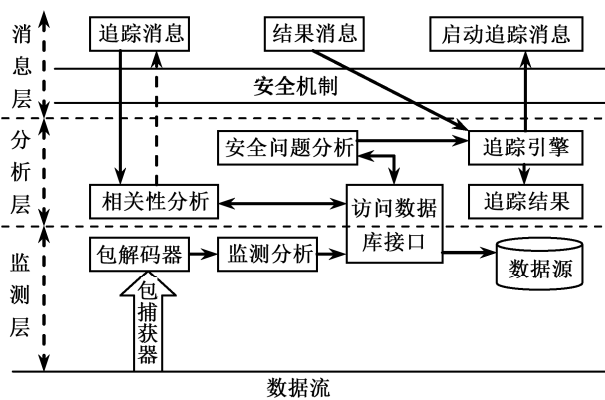 消息层
追踪消息
结果消息
启动追踪消息
安全机制
分析层
安全问题分析
追踪引擎
相关性分析
访问数据
库接口
追踪结果
监测层
包解码器
监测分析
数据源
包捕获器
数据流